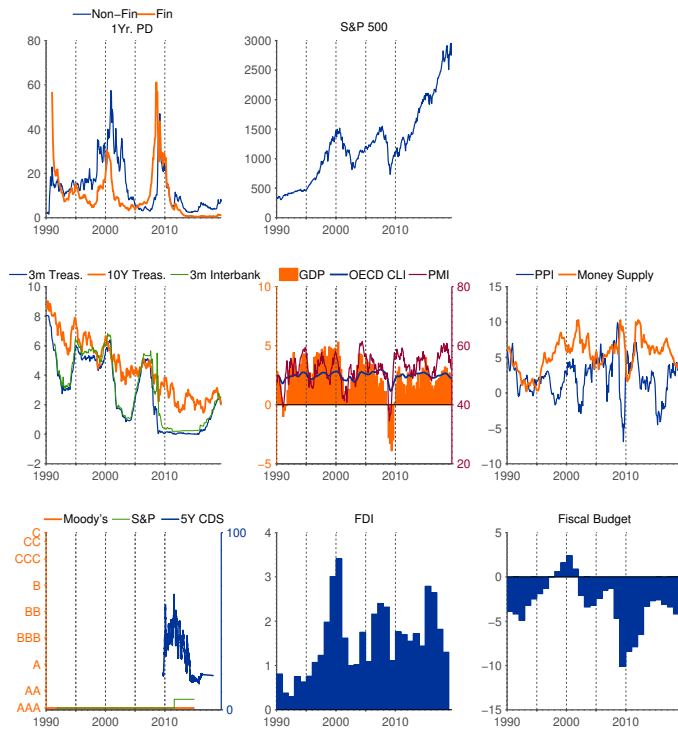 Non−Fin Fin
1Yr. PD
80
60
40
20
0
1990 2000 2010
S&P 500
3000
2500
2000
1500
1000
500
0
1990 2000 2010
3m Treas. 10Y Treas. 3m Interbank
10
8
6
4
2
0
−2
1990 2000 2010
GDP OECD CLI PMI
10
5
0
−5
80
60
40
20
1990 2000 2010
PPI Money Supply
15
10
5
0
−5
−10
1990 2000 2010
Moody's S&P 5Y CDS
C
CC
CCC
B
BB
BBB
A
AA
AAA
100
0
1990 2000 2010
FDI
4
3
2
1
0
1990 2000 2010
Fiscal Budget
5
0
−5
−10
−15
1990 2000 2010